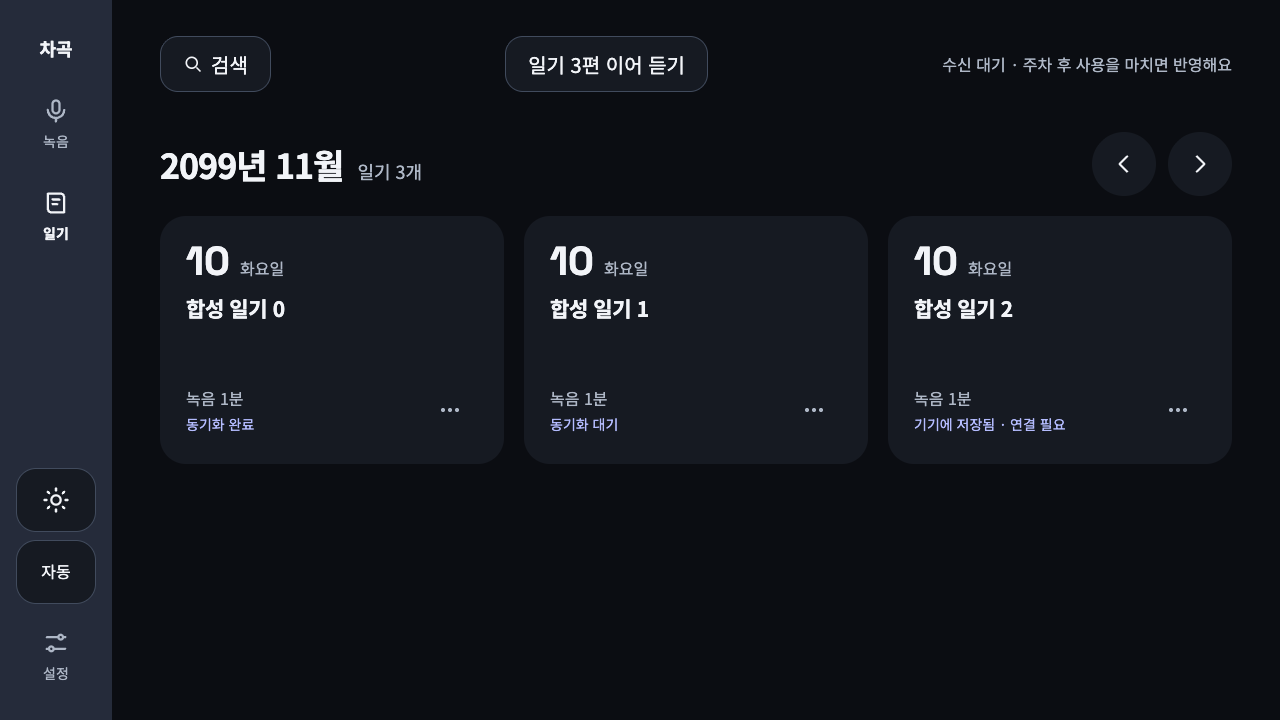 차곡
녹음
일기
자동
설정
검색
일기 3편 이어 듣기
수신 대기 · 주차 후 사용을 마치면 반영해요
2099년 11월 일기 3개
10 화요일
합성 일기 0
녹음 1분
동기화 완료
10 화요일
합성 일기 1
녹음 1분
동기화 대기
10 화요일
합성 일기 2
녹음 1분
기기에 저장됨 · 연결 필요